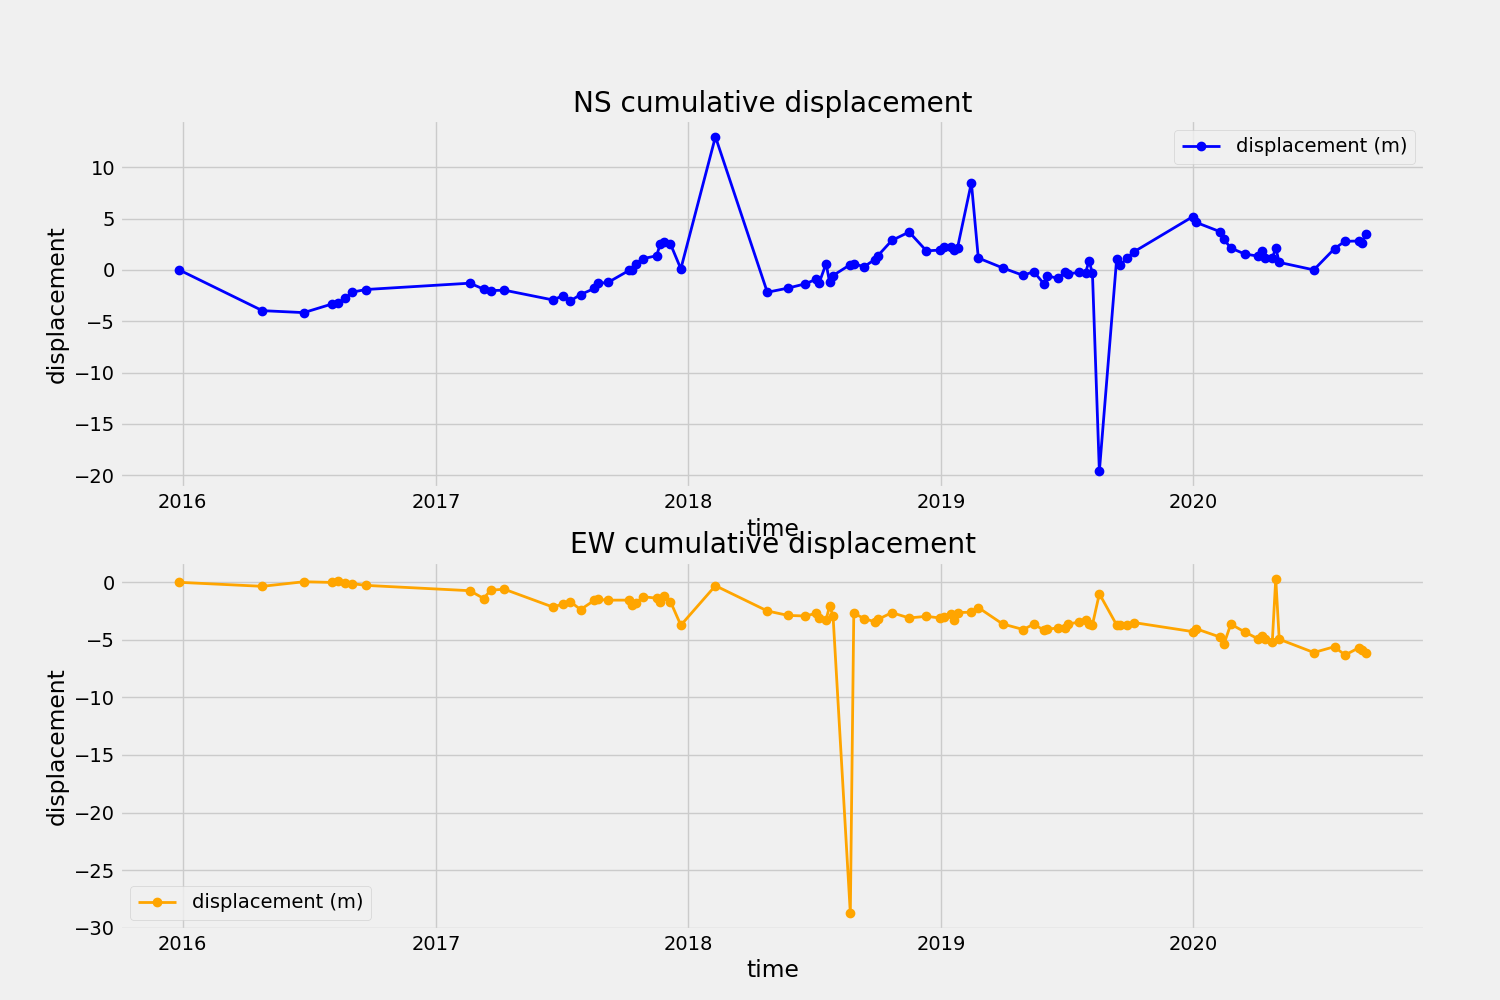 NS cumulative displacement
displacement (m)
10
5
0
−5
−10
−15
−20
displacement
2016 2017 2018 2019 2020
time
EW cumulative displacement
0
−5
−10
−15
−20
−25
−30
displacement
displacement (m)
2016 2017 2018 2019 2020
time